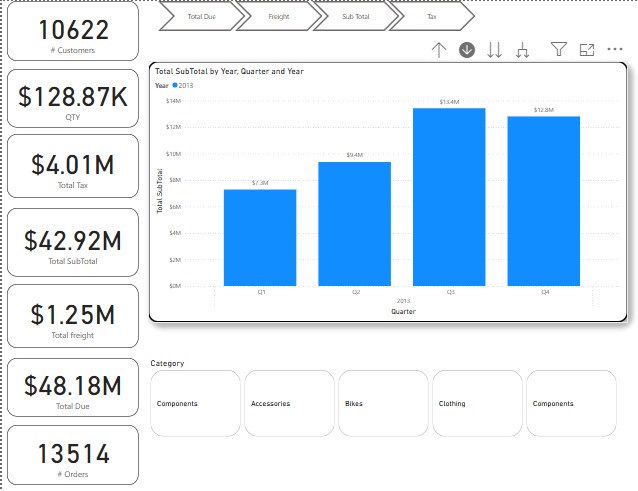 10622
# Customers
$128.87K
QTY
$4.01M
Total Tax
$42.92M
Total SubTotal
$1.25M
Total freight
$48.18M
Total Due
13514
# Orders
Total Due
Freight
Sub Total
Tax
Total SubTotal by Year, Quarter and Year
Year 2013
Total SubTotal
$14M
$12M
$10M
$8M
$6M
$4M
$2M
$0M
$7.3M
$9.4M
$13.4M
$12.8M
Q1
Q2
Q3
Q4
2013
Quarter
Category
Components
Accessories
Bikes
Clothing
Components